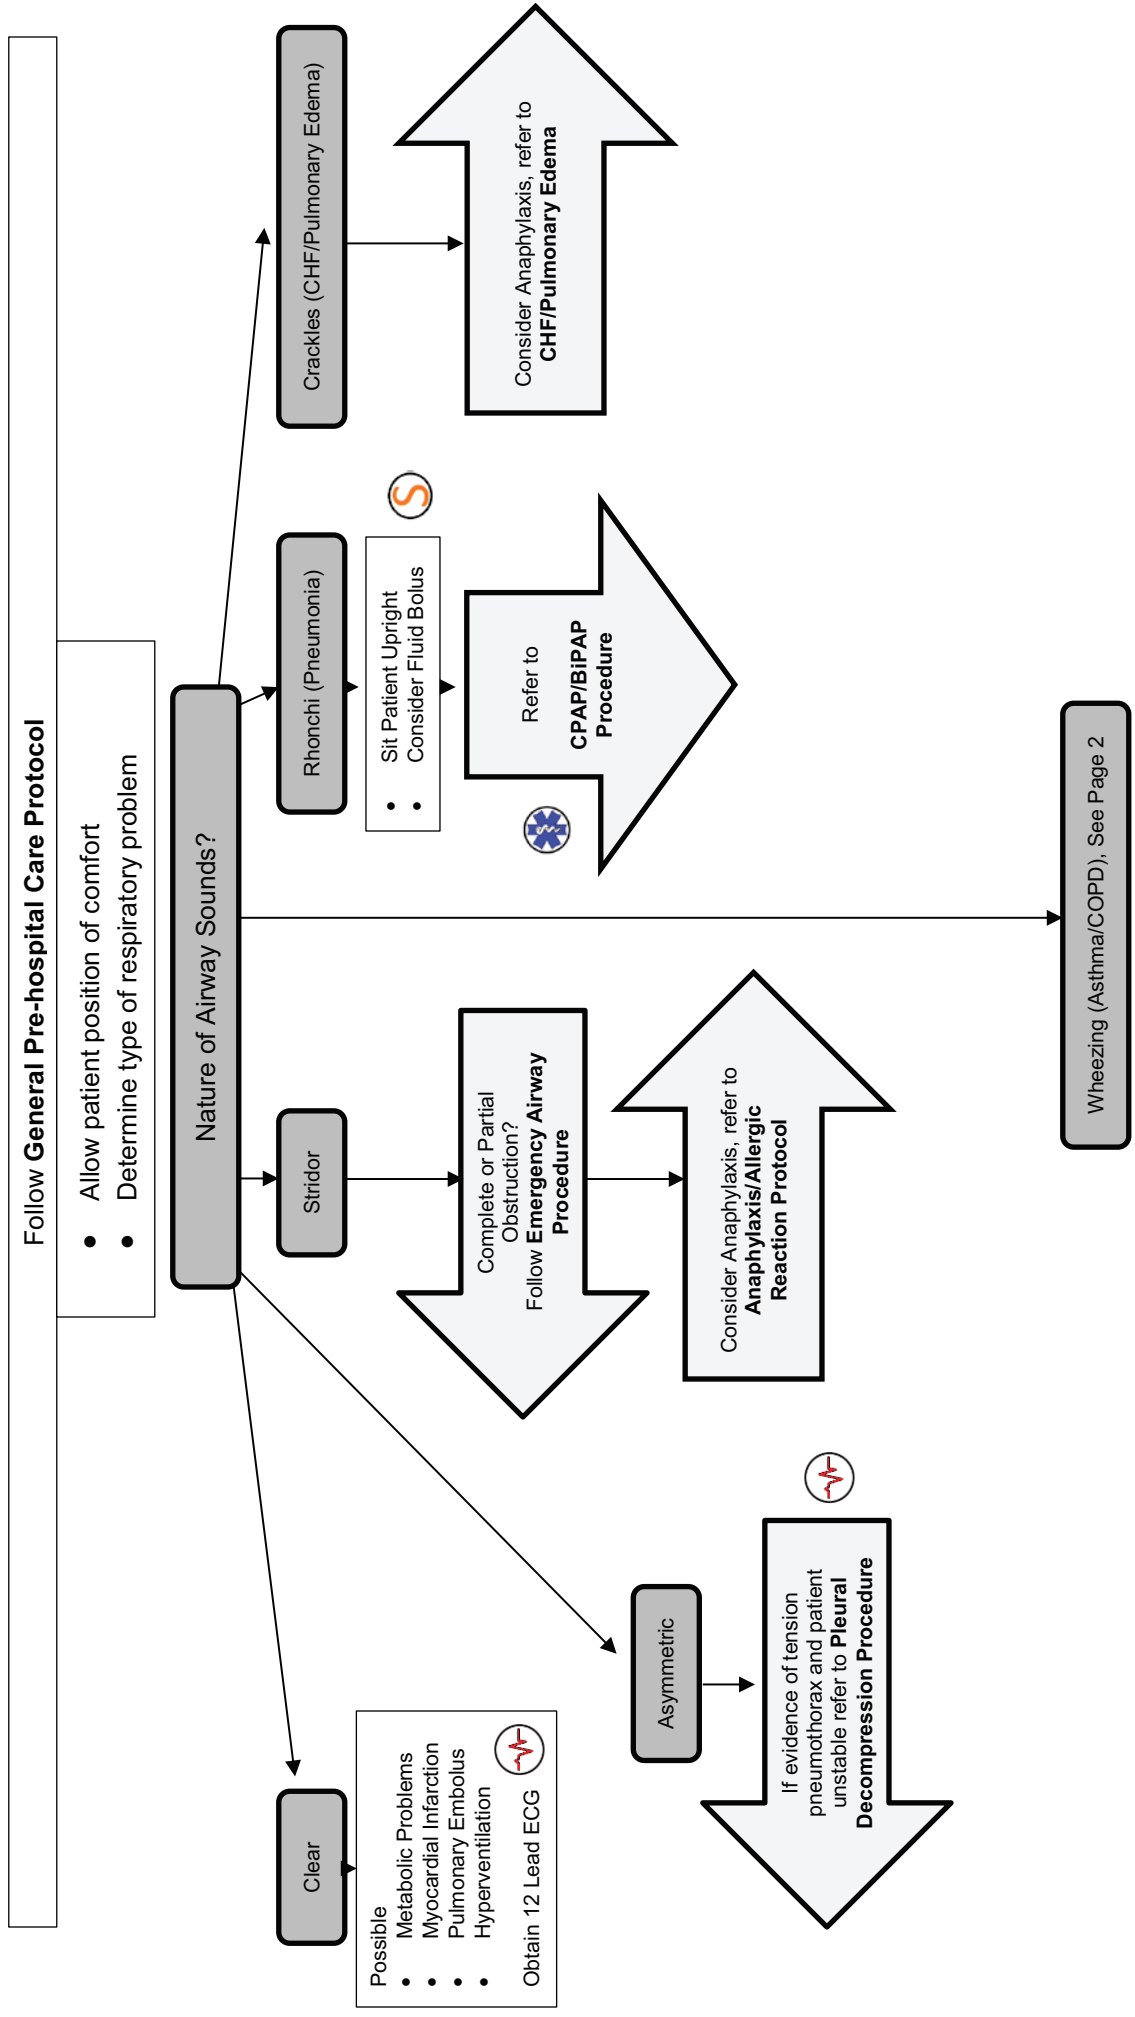 Follow General Pre-hospital Care Protocol
• Allow patient position of comfort
• Determine type of respiratory problem
Nature of Airway Sounds?
Clear
Possible
• Metabolic Problems
• Myocardial Infarction
• Pulmonary Embolus
• Hyperventilation
Obtain 12 Lead ECG
Asymmetric
If evidence of tension
pneumothorax and patient
unstable refer to Pleural
Decompression Procedure
Stridor
Complete or Partial
Obstruction?
Follow Emergency Airway
Procedure
Consider Anaphylaxis, refer to
Anaphylaxis/Allergic
Reaction Protocol
Wheezing (Asthma/COPD), See Page 2
Rhonchi (Pneumonia)
• Sit Patient Upright
• Consider Fluid Bolus
S
Refer to
CPAP/BiPAP
Procedure
Crackles (CHF/Pulmonary Edema)
Consider Anaphylaxis, refer to
CHF/Pulmonary Edema